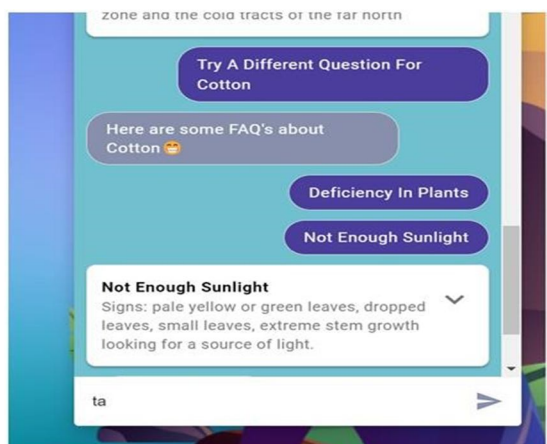 zone and the cold tracts of the far north
Try A Different Question For
Cotton
Here are some FAQ's about
Cotton 😁
Deficiency In Plants
Not Enough Sunlight
Not Enough Sunlight
Signs: pale yellow or green leaves, dropped
leaves, small leaves, extreme stem growth
looking for a source of light.
ta